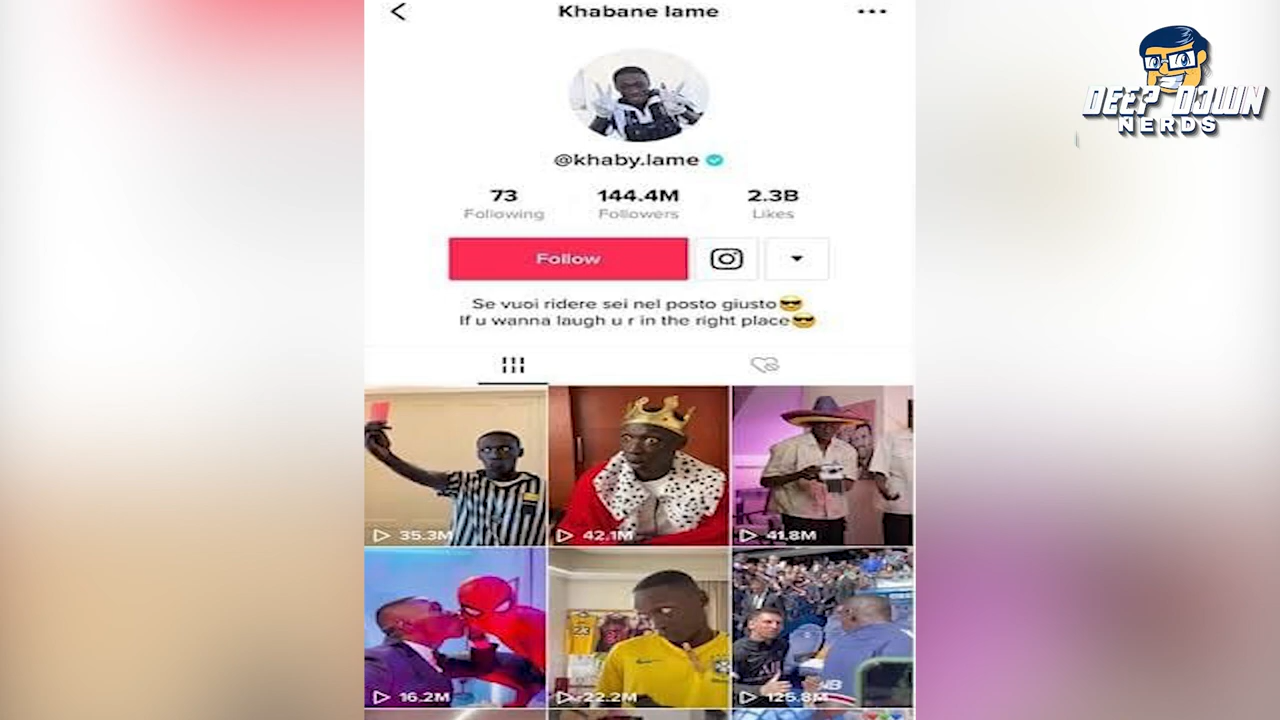 Khabane lame
DEEP DOWN
NERDS
@khaby.lame
73
144.4M
2.3B
Following
Followers
Likes
Follow
Se vuoi ridere sei nel posto giusto😎
If u wanna laugh u r in the right place😎
35.3M
42.1M
41.8M
16.2M
22.2M
125.8M